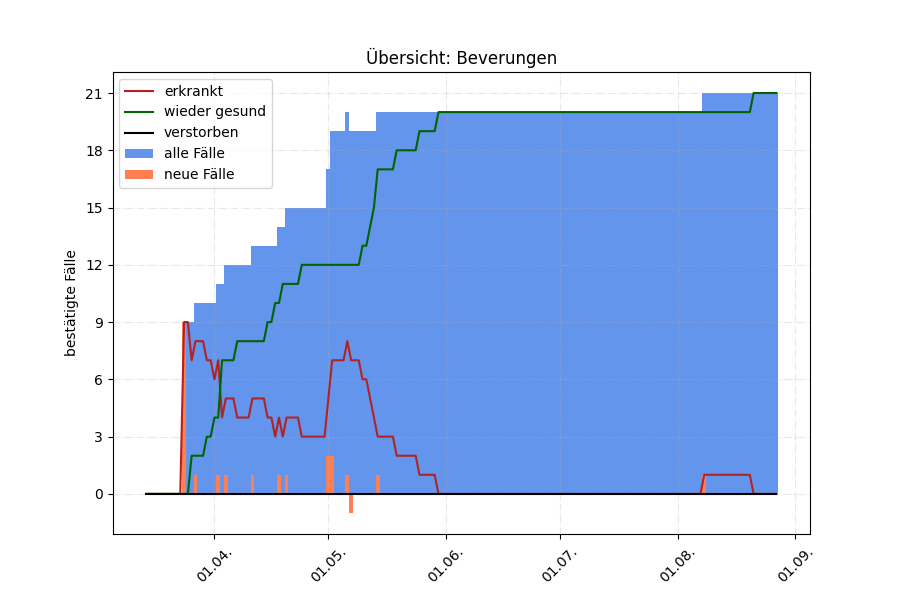 Übersicht: Beverungen
erkrankt
wieder gesund
verstorben
alle Fälle
neue Fälle
bestätigte Fälle
21
18
15
12
9
6
3
0
01.04.
01.05.
01.06.
01.07.
01.08.
01.09.